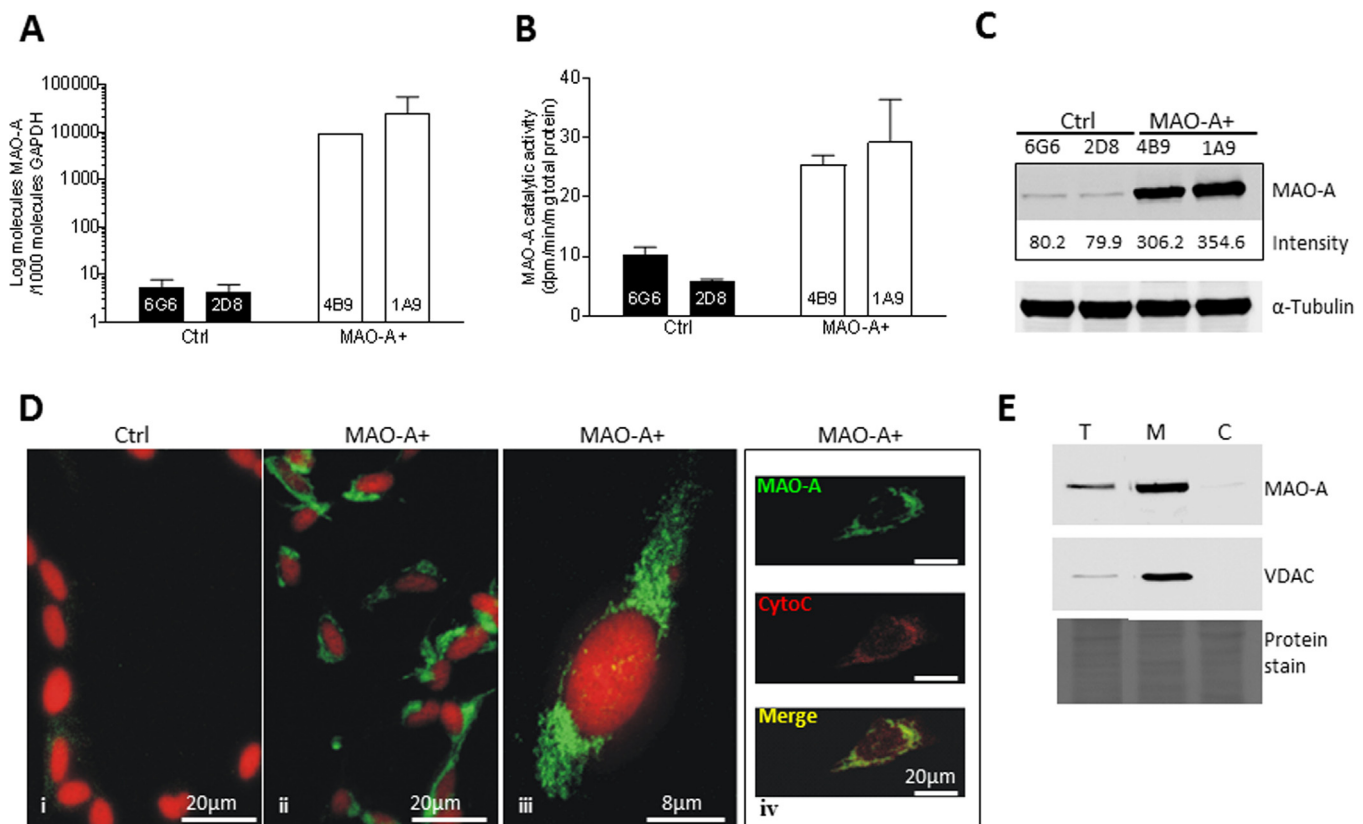 A
Log molecules MAO-A
/1000 molecules GAPDH
100000
10000
1000
100
10
1
6G6
2D8
4B9
1A9
Ctrl
MAO-A+
B
MAO-A catalytic activity
(dpm/min/mg total protein)
40
30
20
10
0
6G6
2D8
4B9
1A9
Ctrl
MAO-A+
C
Ctrl MAO-A+
6G6 2D8 4B9 1A9
MAO-A
80.2 79.9 306.2 354.6 Intensity
α-Tubulin
D
Ctrl
MAO-A+
MAO-A+
MAO-A+
i
20μm
ii
20μm
iii
8μm
MAO-A
CytoC
Merge
20μm
iv
E
T M C
MAO-A
VDAC
Protein
stain